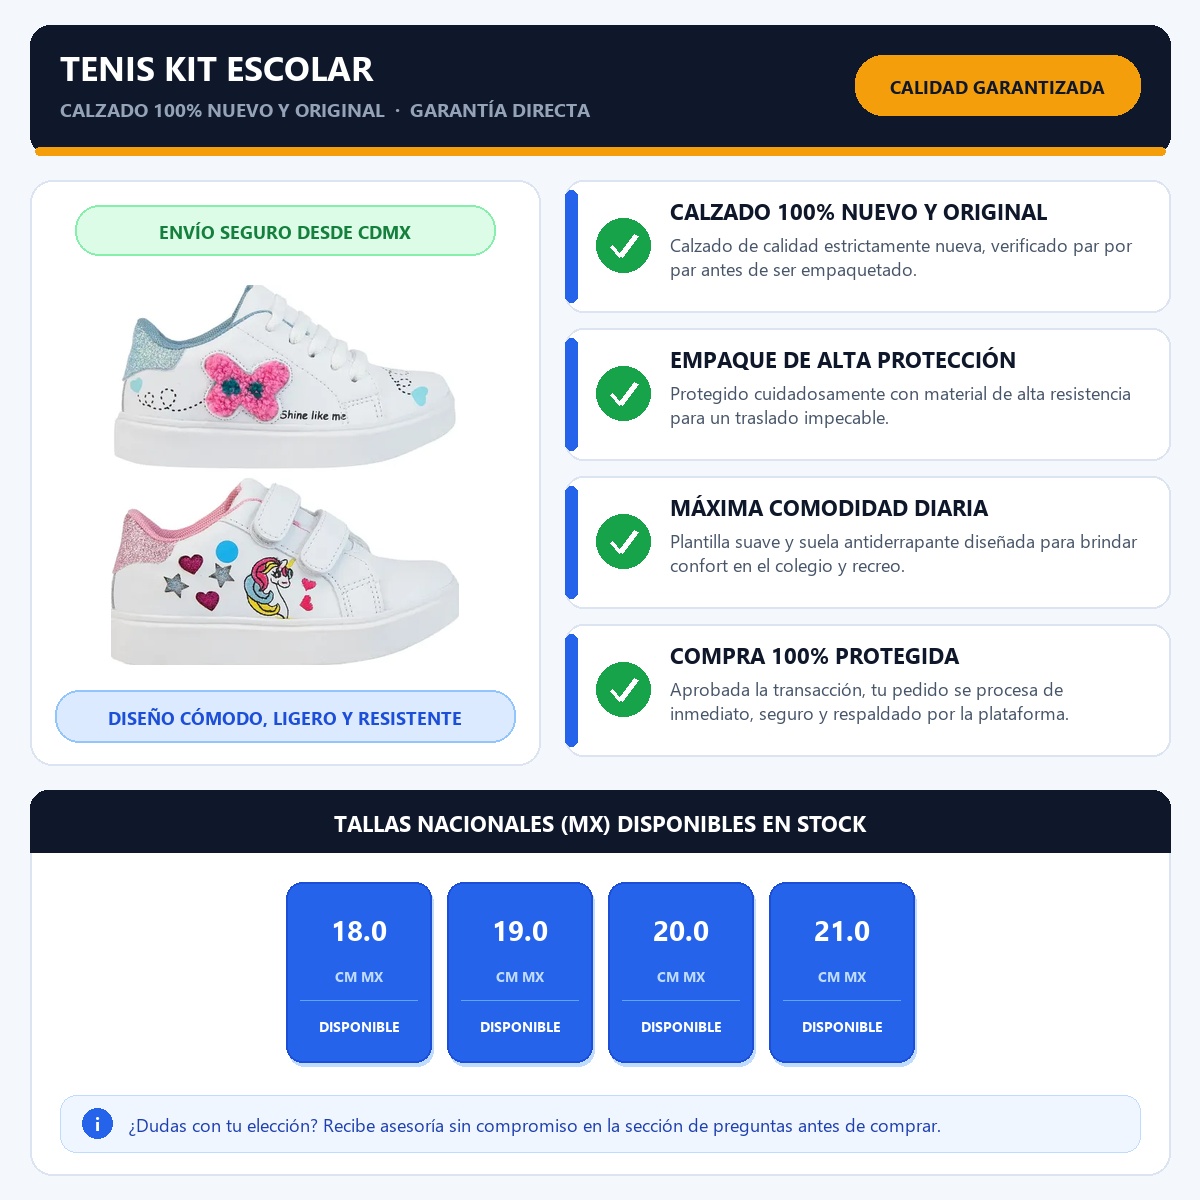 TENIS KIT ESCOLAR
CALZADO 100% NUEVO Y ORIGINAL · GARANTÍA DIRECTA
CALIDAD GARANTIZADA
ENVÍO SEGURO DESDE CDMX
Shine like me
DISEÑO CÓMODO, LIGERO Y RESISTENTE
CALZADO 100% NUEVO Y ORIGINAL
Calzado de calidad estrictamente nueva, verificado par por
par antes de ser empaquetado.
EMPAQUE DE ALTA PROTECCIÓN
Protegido cuidadosamente con material de alta resistencia
para un traslado impecable.
MÁXIMA COMODIDAD DIARIA
Plantilla suave y suela antiderrapante diseñada para brindar
confort en el colegio y recreo.
COMPRA 100% PROTEGIDA
Aprobada la transacción, tu pedido se procesa de
inmediato, seguro y respaldado por la plataforma.
TALLAS NACIONALES (MX) DISPONIBLES EN STOCK
18.0
CM MX
DISPONIBLE
19.0
CM MX
DISPONIBLE
20.0
CM MX
DISPONIBLE
21.0
CM MX
DISPONIBLE
¿Dudas con tu elección? Recibe asesoría sin compromiso en la sección de preguntas antes de comprar.